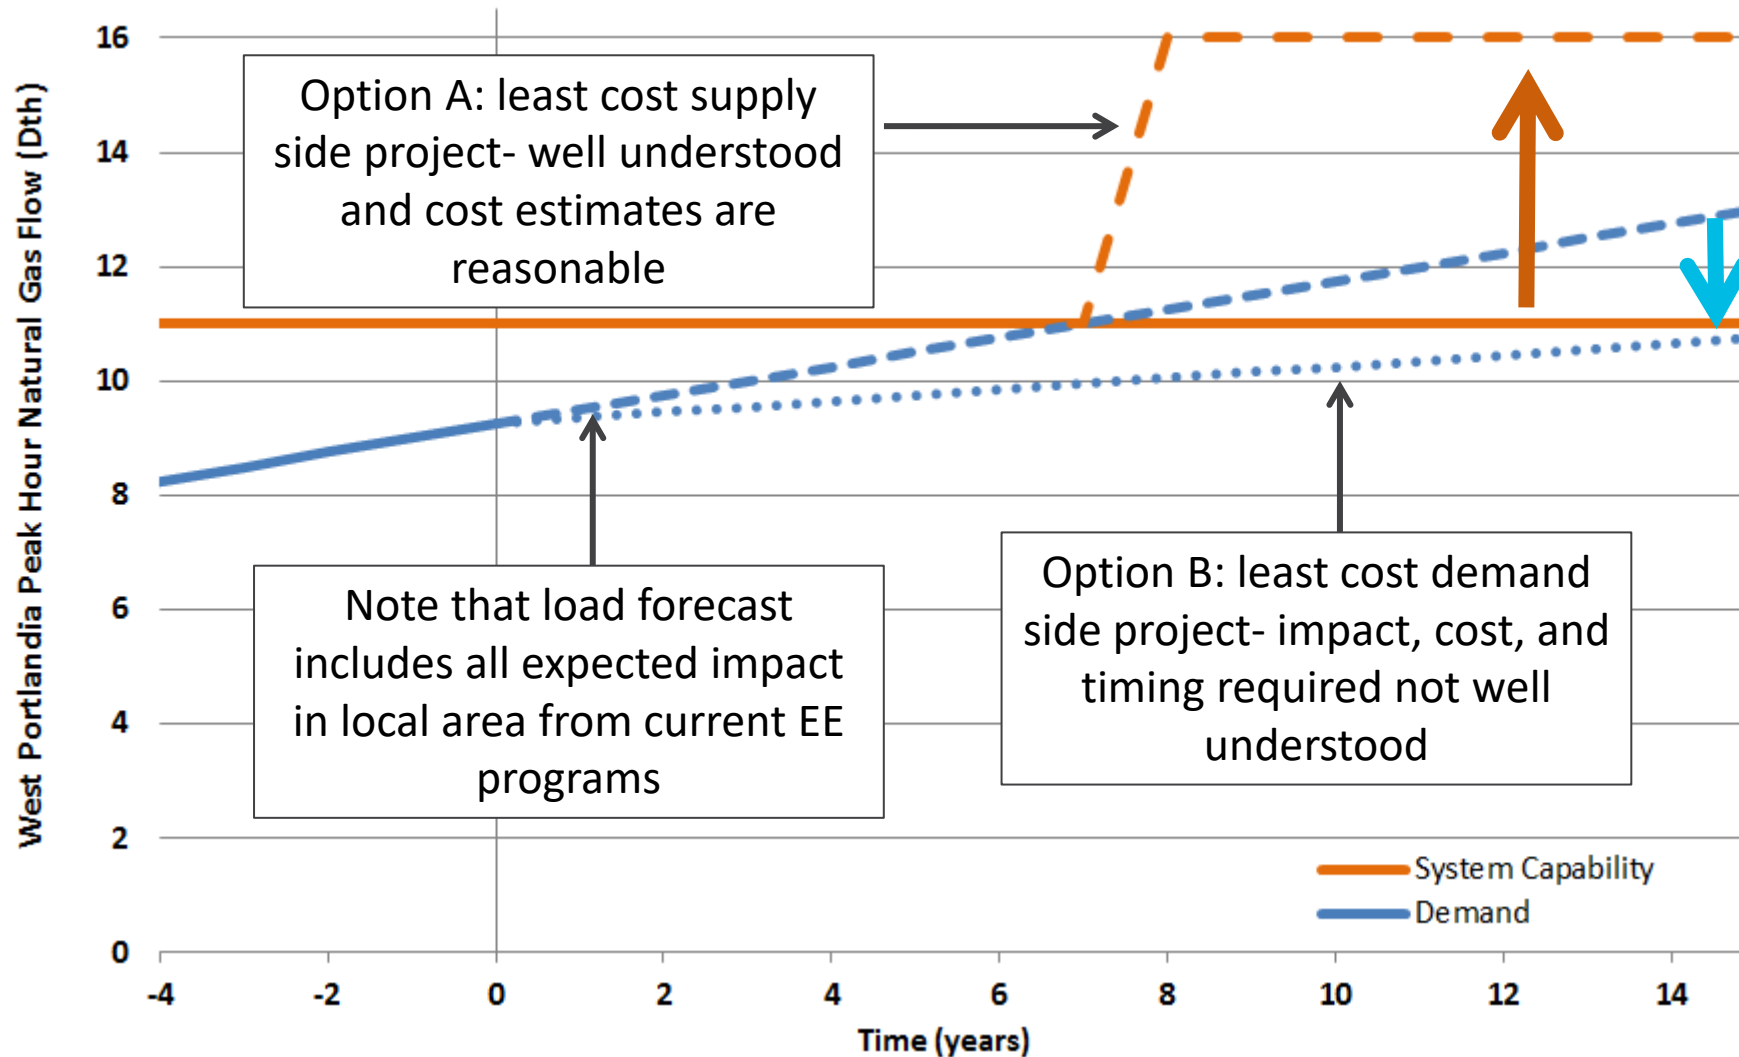 West Portlandia Peak Hour Natural Gas Flow (Dth)
16
14
12
10
8
6
4
2
0
Option A: least cost supply
side project- well understood
and cost estimates are
reasonable
Note that load forecast
includes all expected impact
in local area from current EE
programs
Option B: least cost demand
side project- impact, cost, and
timing required not well
understood
System Capability
Demand
-4 -2 0 2 4 6 8 10 12 14
Time (years)